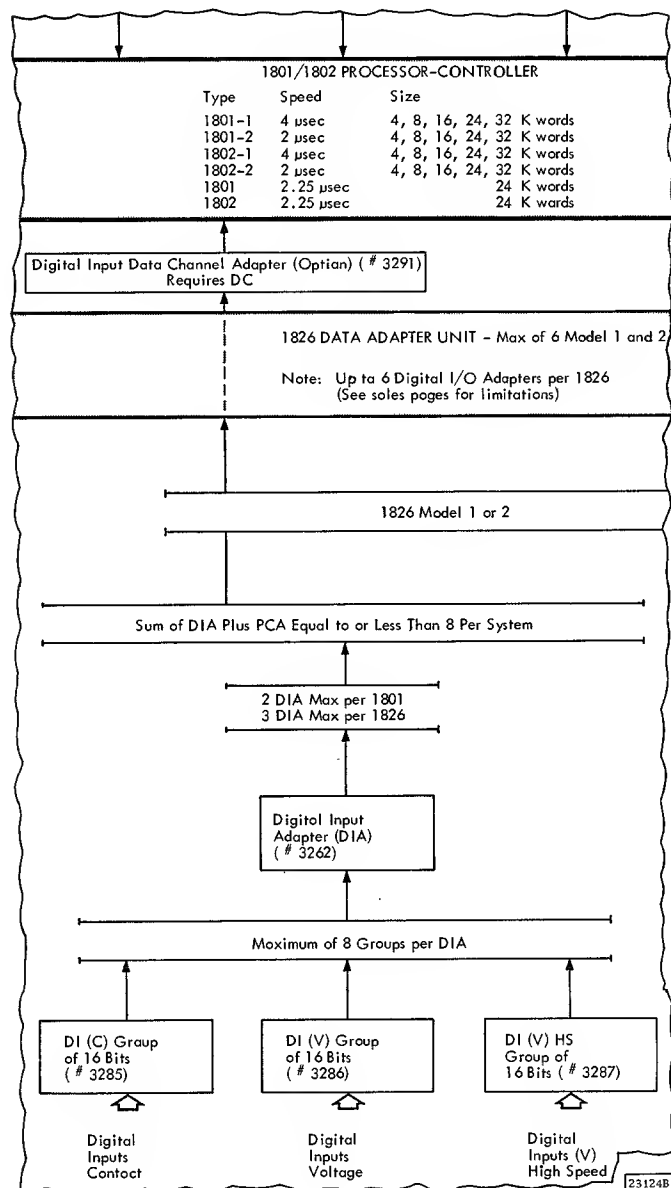 1801/1802 PROCESSOR-CONTROLLER
Type Speed Size
1801-1 4 µsec 4, 8, 16, 24, 32 K words
1801-2 2 µsec 4, 8, 16, 24, 32 K words
1802-1 4 µsec 4, 8, 16, 24, 32 K words
1802-2 2 µsec 4, 8, 16, 24, 32 K words
1801 2.25 µsec 24 K words
1802 2.25 µsec 24 K words
Digital Input Data Channel Adapter (Optian) ( # 3291)
Requires DC
1826 DATA ADAPTER UNIT - Max of 6 Model 1 and 2
Note: Up ta 6 Digital I/O Adapters per 1826
(See soles pages for limitations)
1826 Model 1 or 2
Sum of DIA Plus PCA Equal to or Less Than 8 Per System
2 DIA Max per 1801
3 DIA Max per 1826
Digitol Input
Adapter (DIA)
( # 3262)
Moximum of 8 Groups per DIA
DI (C) Graup
of 16 Bits
( # 3285)
DI (V) Group
of 16 Bits
( # 3286)
DI (V) HS
Group of
16 Bits ( # 3287)
Digital
Inputs
Contoct
Digital
Inputs
Voltage
Digital
Inputs (V)
High Speed
23124B